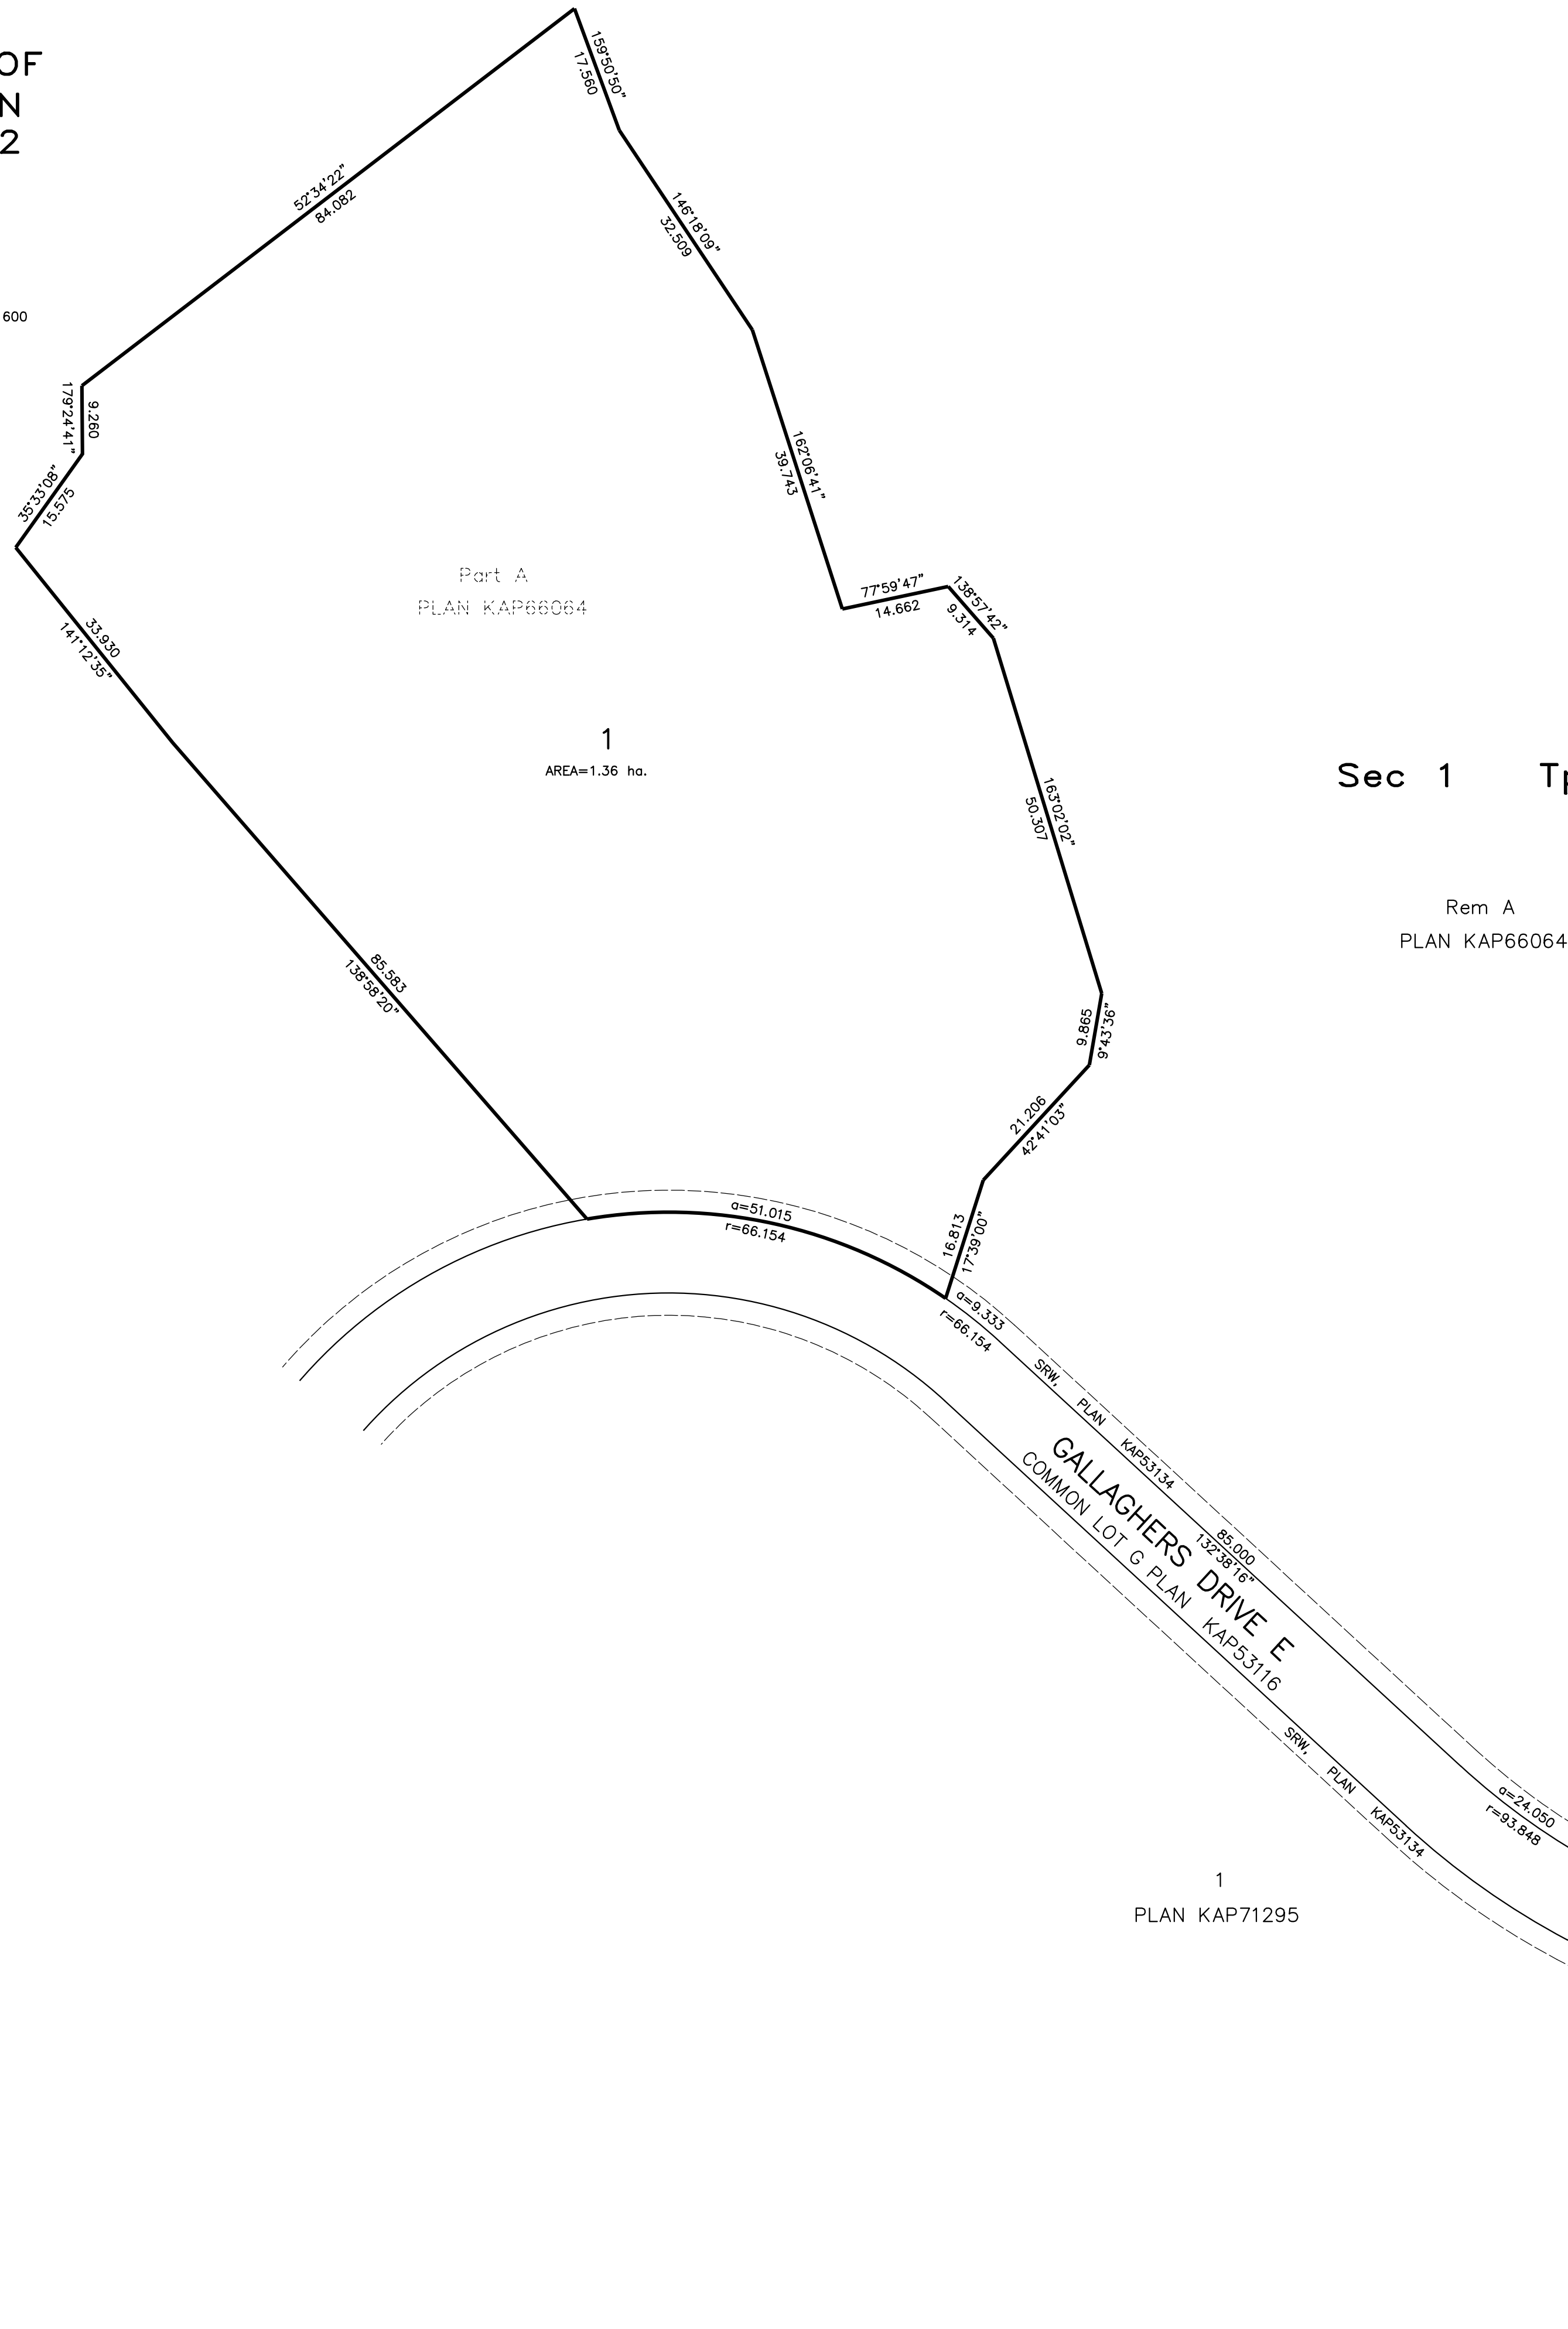 OF
N
2
159°50'50"
17.560
52°34'22"
84.082
146°18'09"
32.509
600
179°24'41"
9.260
162°06'41"
39.743
35°33'08"
15.575
Part A
PLAN KAP66064
77°59'47"
14.662
138°57'42"
9.314
33.930
141°12'35"
1
AREA=1.36 ha.
Sec 1 Tp
163°02'02"
50.307
Rem A
PLAN KAP66064
85.583
138°58'20"
9.865
9°43'36"
21.206
42°41'03"
a=51.015
r=66.154
16.813
17°39'00"
a=9.333
r=66.154
SRW, PLAN KAP53134
GALLAGHERS DRIVE E
COMMON LOT G PLAN KAP53116
85.000
132°38'16"
SRW, PLAN KAP53134
a=24.050
r=93.848
1
PLAN KAP71295